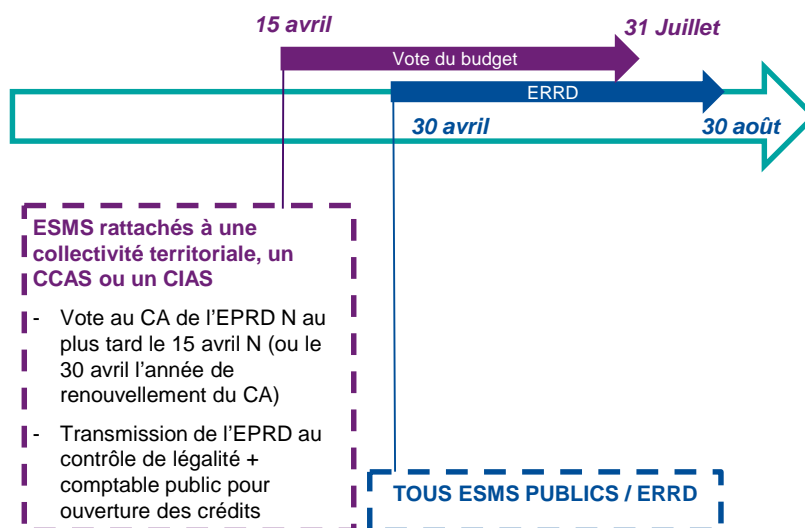 15 avril
31 Juillet
Vote du budget
ERRD
30 avril
30 août
ESMS rattachés à une
collectivité territoriale, un
CCAS ou un CIAS
- Vote au CA de l’EPRD N au
plus tard le 15 avril N (ou le
30 avril l’année de
renouvellement du CA)
- Transmission de l’EPRD au
contrôle de légalité +
comptable public pour
ouverture des crédits
TOUS ESMS PUBLICS / ERRD